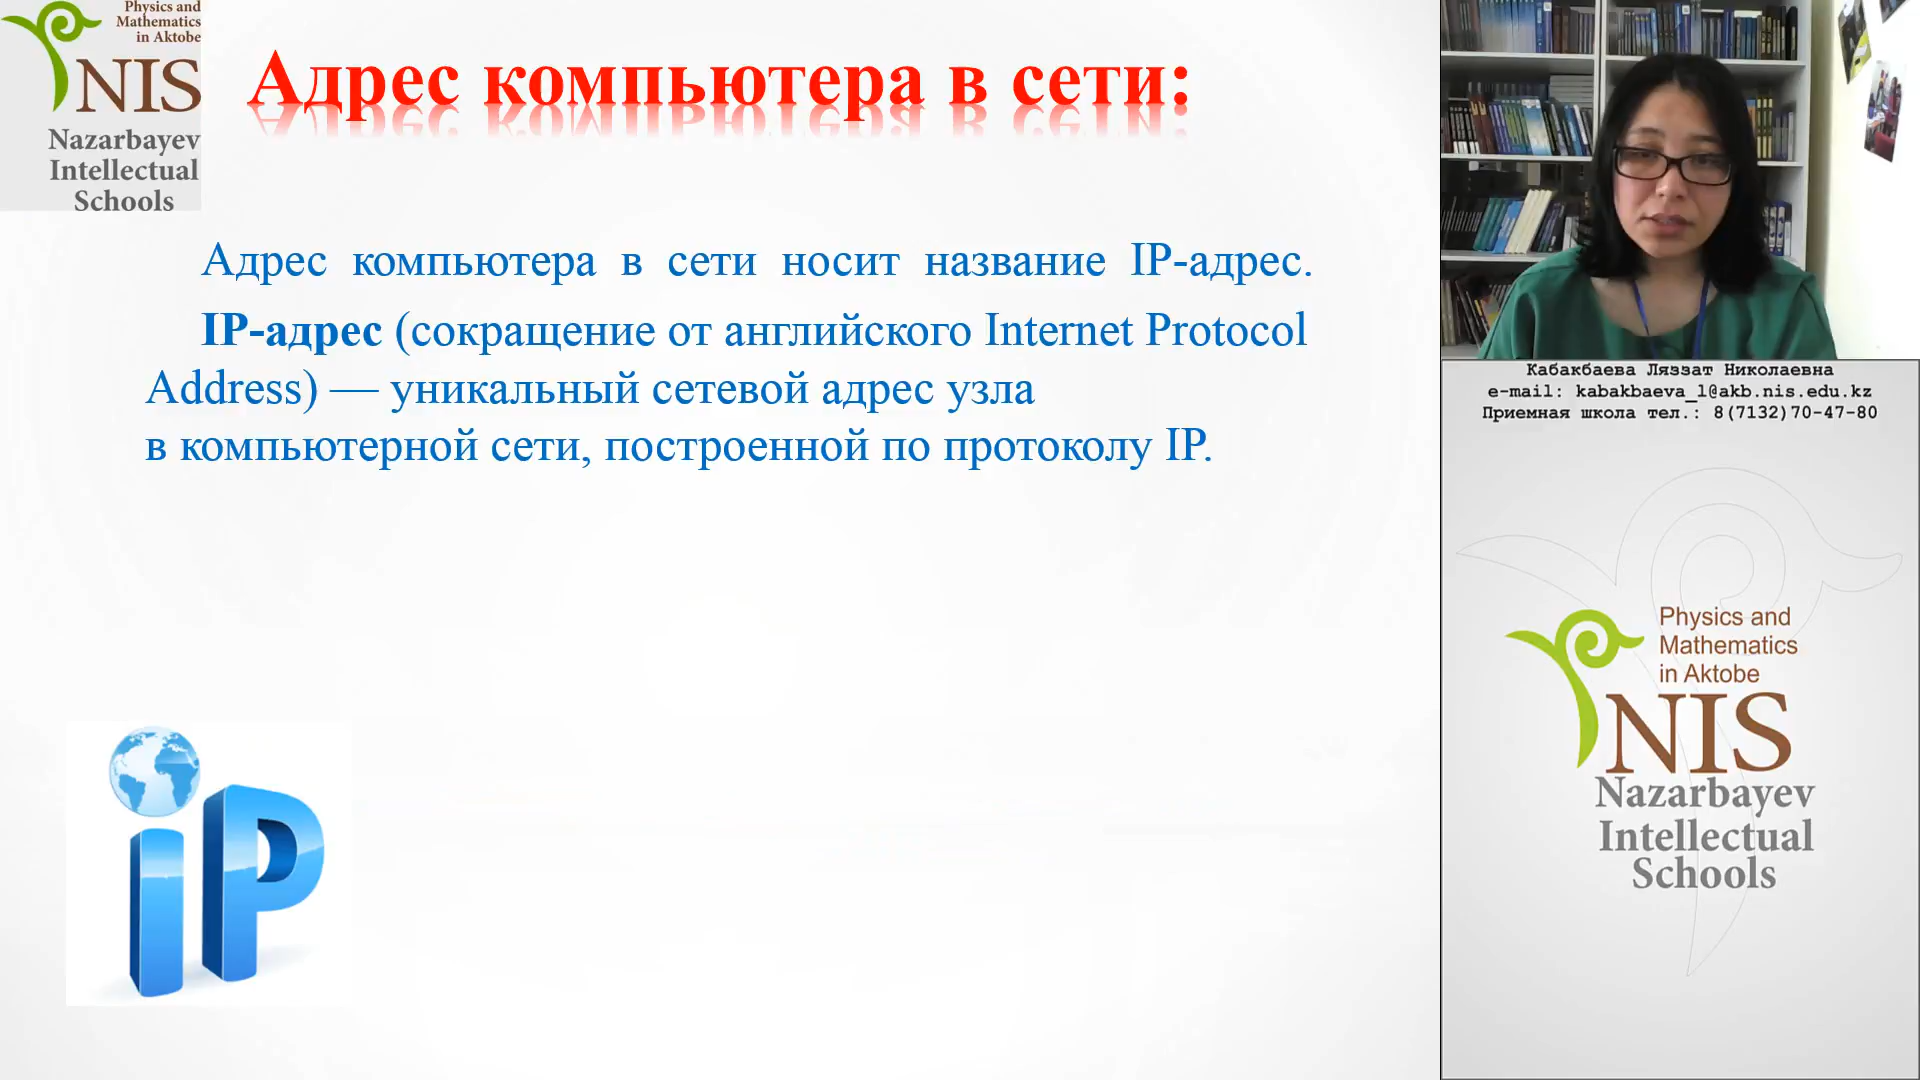 Physics and
Mathematics
in Aktobe
NIS
Nazarbayev
Intellectual
Schools
Адрес компьютера в сети:
Адрес компьютера в сети носит название IP-адрес.
IP-адрес (сокращение от английского Internet Protocol
Address) — уникальный сетевой адрес узла
в компьютерной сети, построенной по протоколу IP.
iP
Кабакбаева Ляззат Николаевна
e-mail: kabakbaeva_l@akb.nis.edu.kz
Приемная школа тел.: 8(7132)70-47-80
Physics and
Mathematics
in Aktobe
NIS
Nazarbayev
Intellectual
Schools